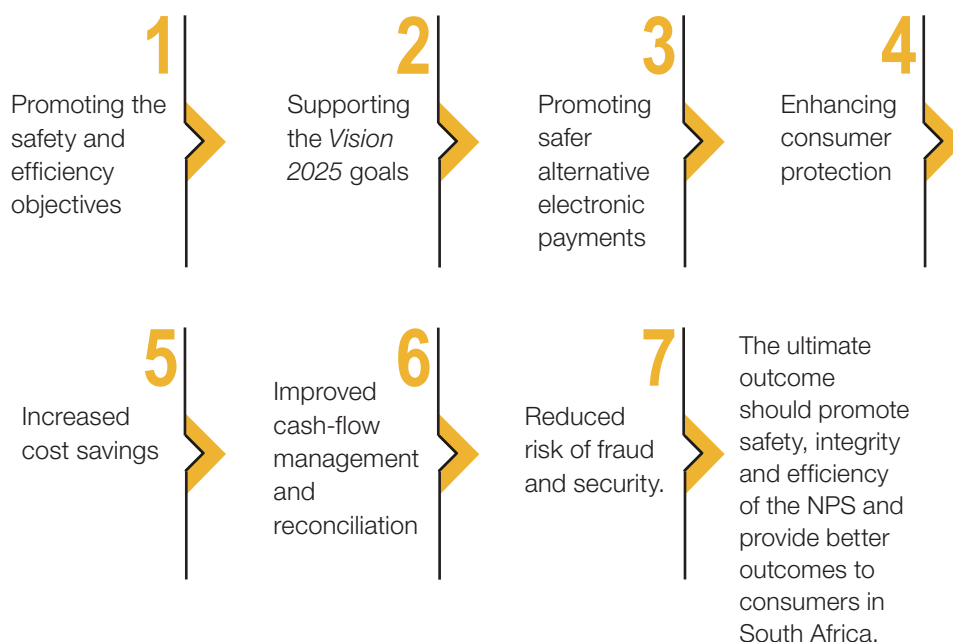 1
Promoting the
safety and
efficiency
objectives
2
Supporting
the Vision
2025 goals
3
Promoting
safer
alternative
electronic
payments
4
Enhancing
consumer
protection
5
Increased
cost savings
6
Improved
cash-flow
management
and
reconciliation
7
Reduced
risk of fraud
and security.
The ultimate
outcome
should promote
safety, integrity
and efficiency
of the NPS and
provide better
outcomes to
consumers in
South Africa.